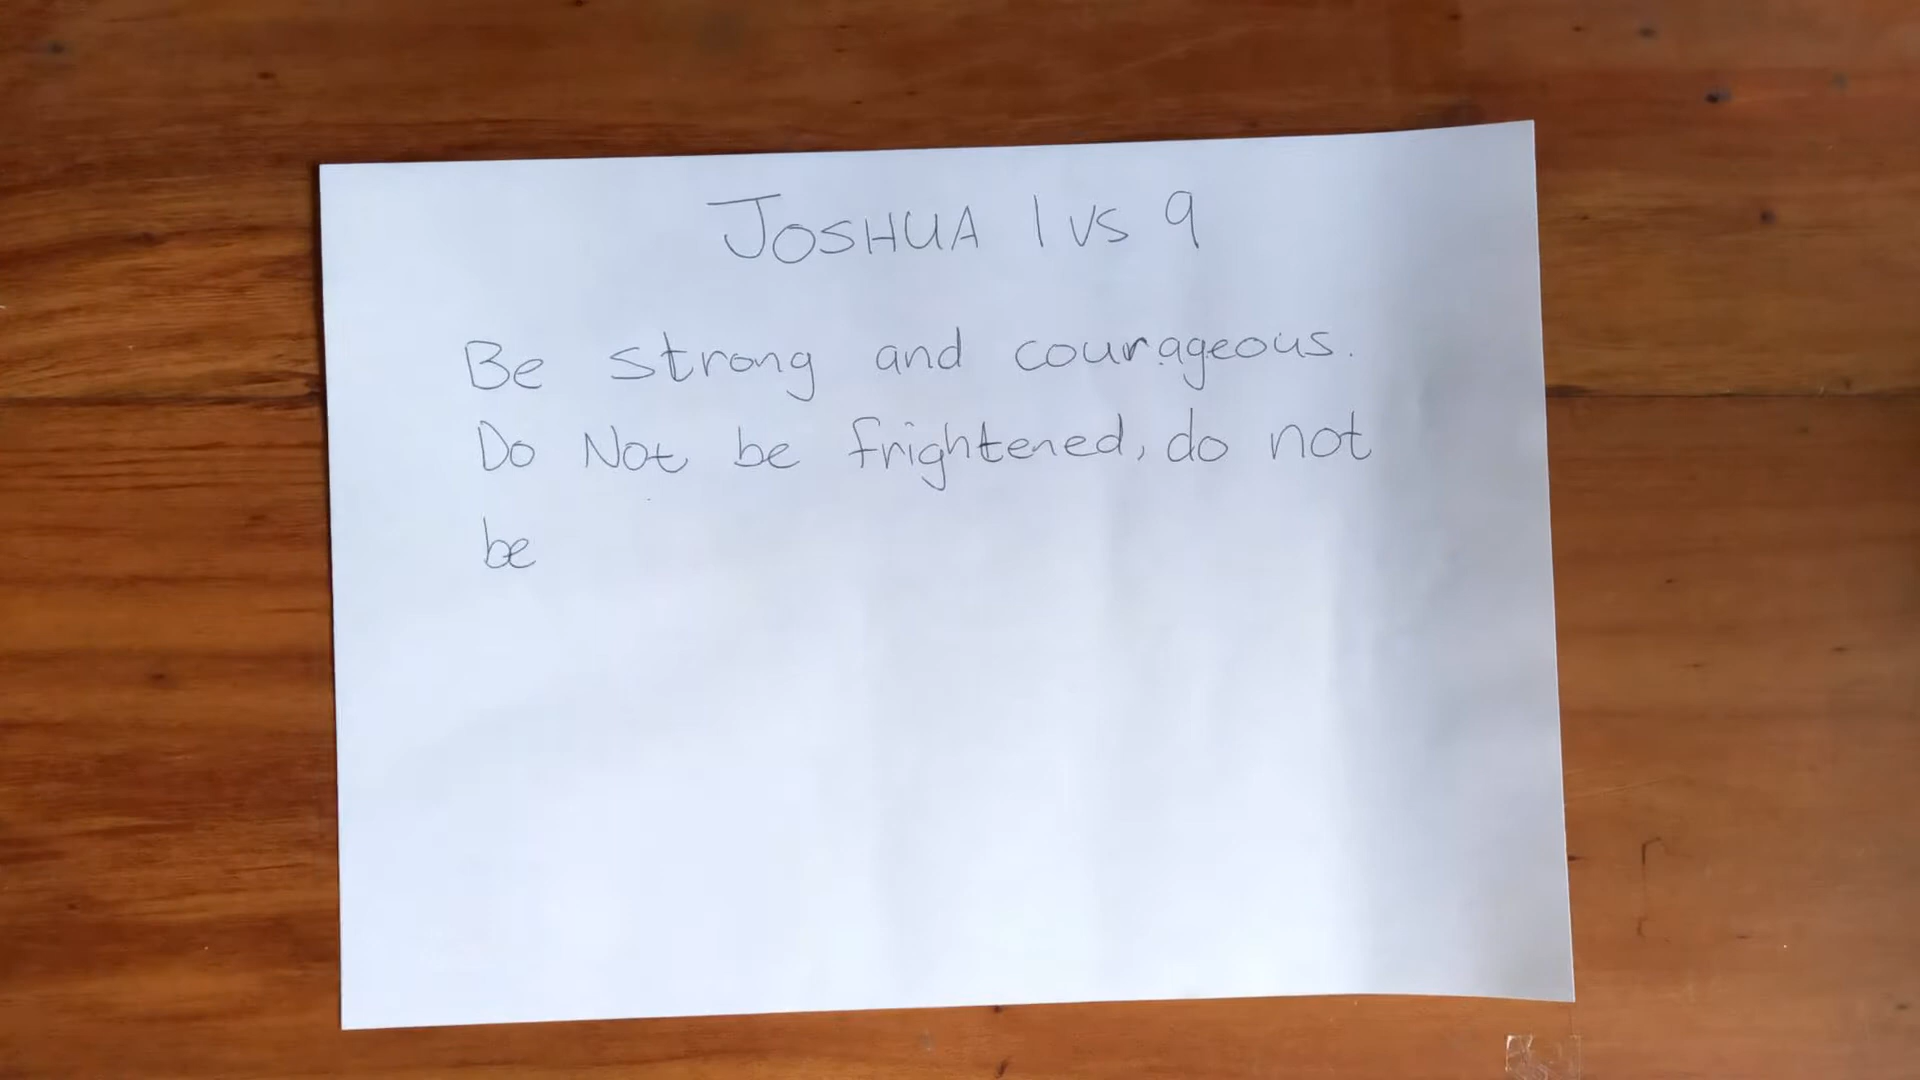 JOSHUA 1 VS 9
Be strong and courageous.
Do Not be frightened, do not
be